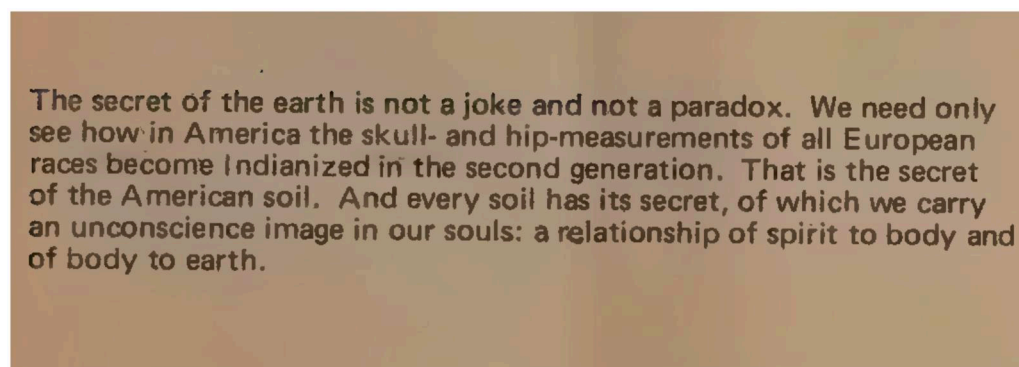 The secret of the earth is not a joke and not a paradox. We need only
see how in America the skull- and hip-measurements of all European
races become Indianized in the second generation. That is the secret
of the American soil. And every soil has its secret, of which we carry
an unconscience image in our souls: a relationship of spirit to body and
of body to earth.